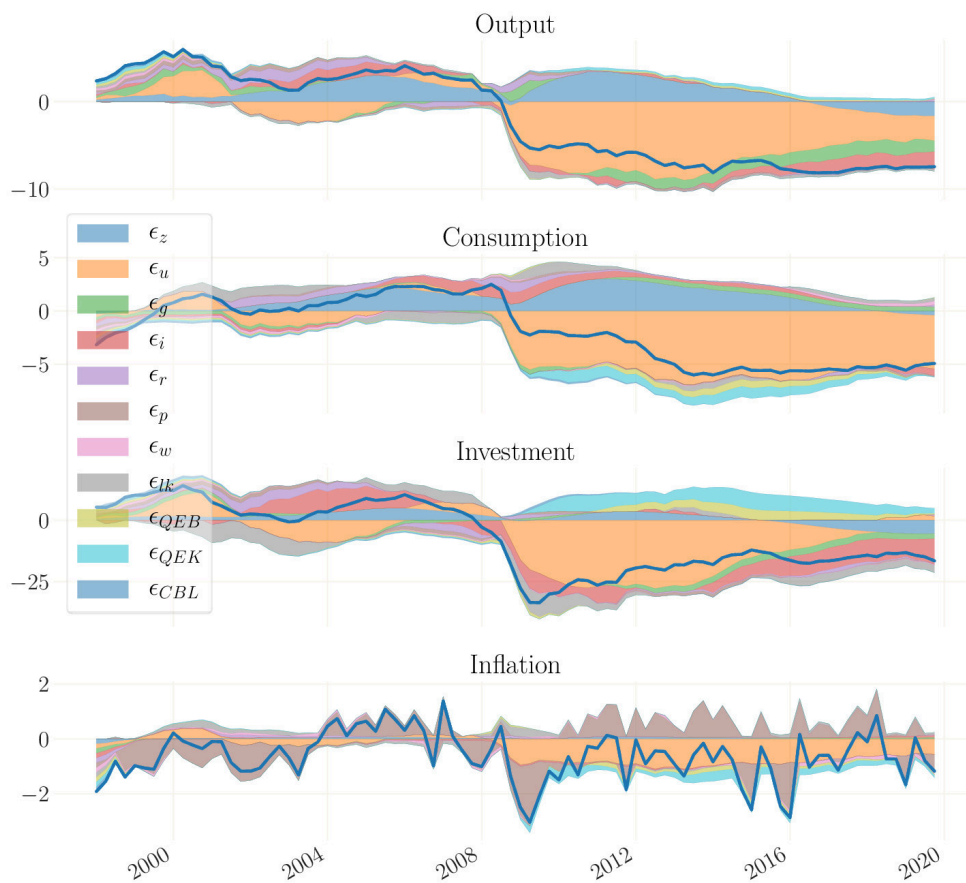 Output
0
−10
Consumption
5
0
−5
Investment
0
−25
Inflation
2
0
−2
2000
2004
2008
2012
2016
2020
ϵz
ϵu
ϵg
ϵi
ϵr
ϵp
ϵw
ϵlk
ϵQEB
ϵQEK
ϵCBL